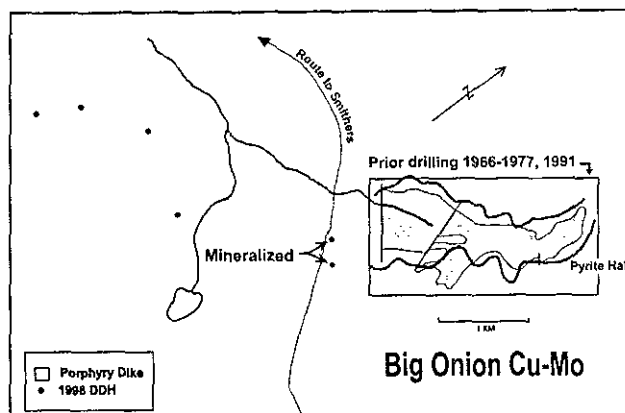 Route to Smithers
Z
Prior drilling 1966-1977, 1991
Mineralized
Pyrite Hal
1 KM
Big Onion Cu-Mo
Porphyry Dike
1998 DDH